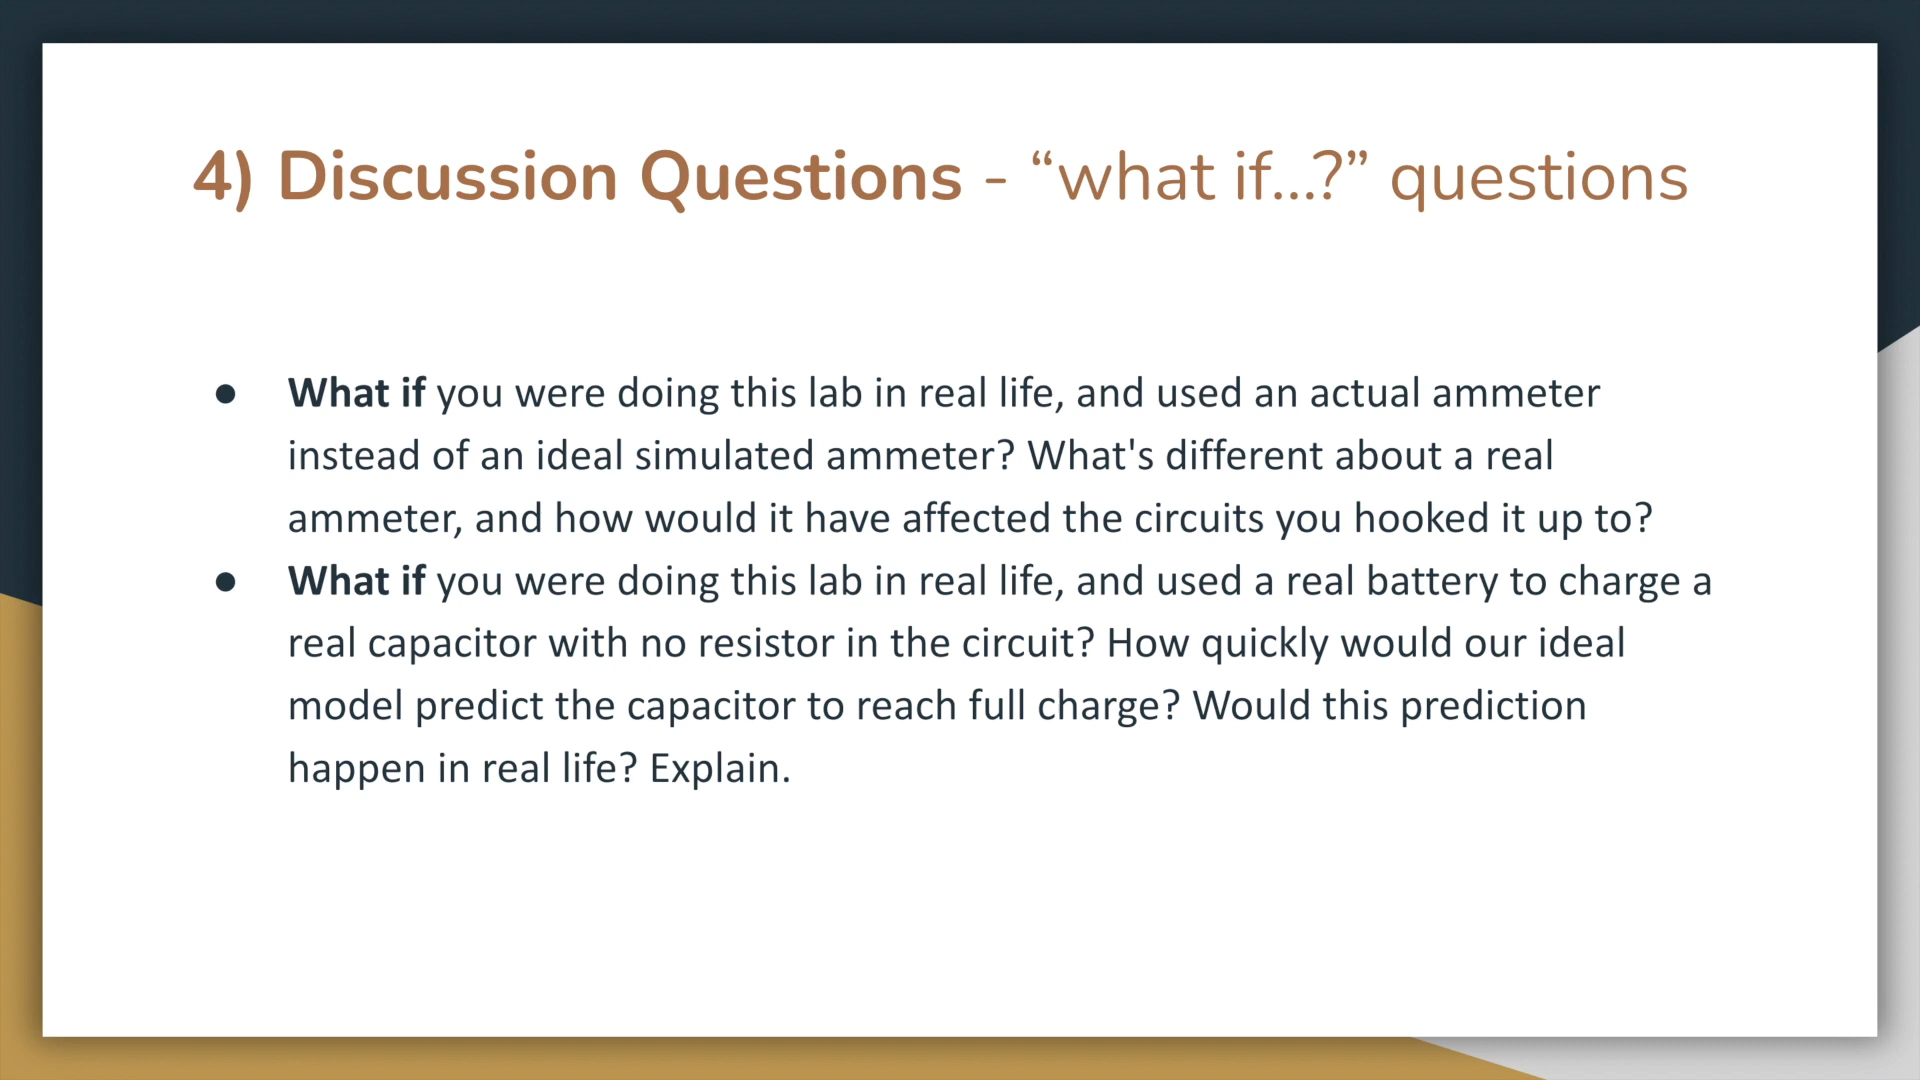 4) Discussion Questions - “what if...?” questions
● What if you were doing this lab in real life, and used an actual ammeter
instead of an ideal simulated ammeter? What's different about a real
ammeter, and how would it have affected the circuits you hooked it up to?
● What if you were doing this lab in real life, and used a real battery to charge a
real capacitor with no resistor in the circuit? How quickly would our ideal
model predict the capacitor to reach full charge? Would this prediction
happen in real life? Explain.